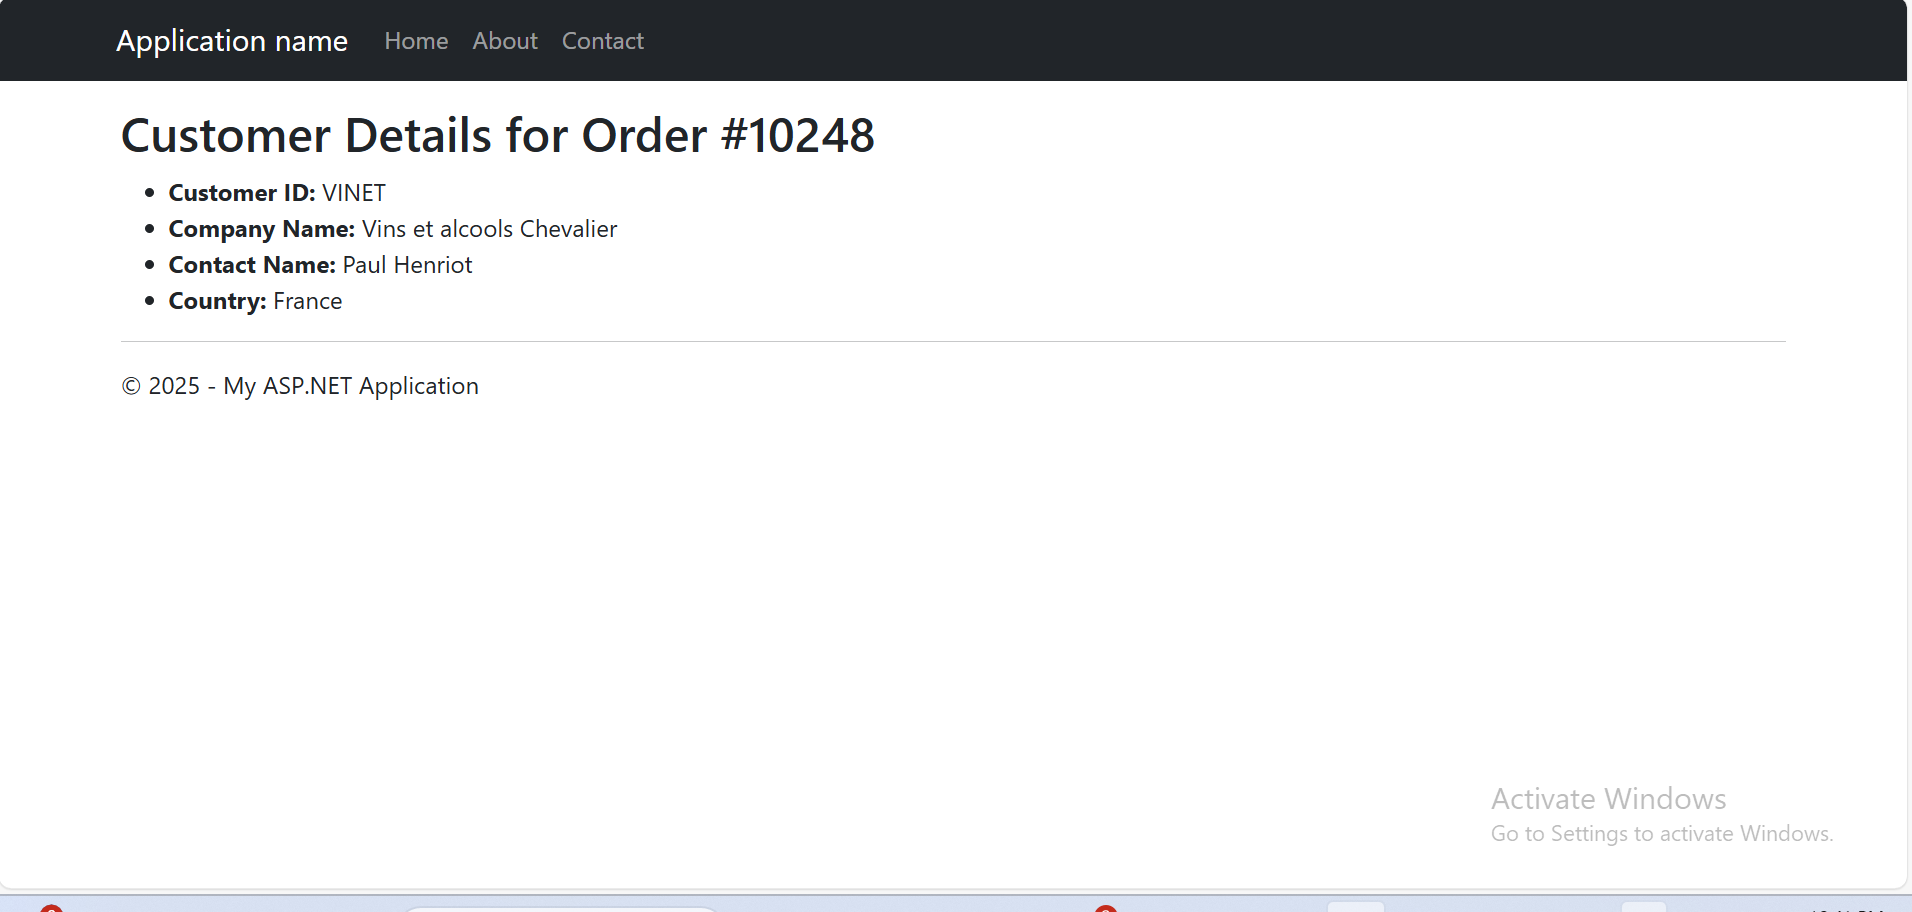 Application name Home About Contact
Customer Details for Order #10248
Customer ID: VINET
Company Name: Vins et alcools Chevalier
Contact Name: Paul Henriot
Country: France
© 2025 - My ASP.NET Application
Activate Windows
Go to Settings to activate Windows.